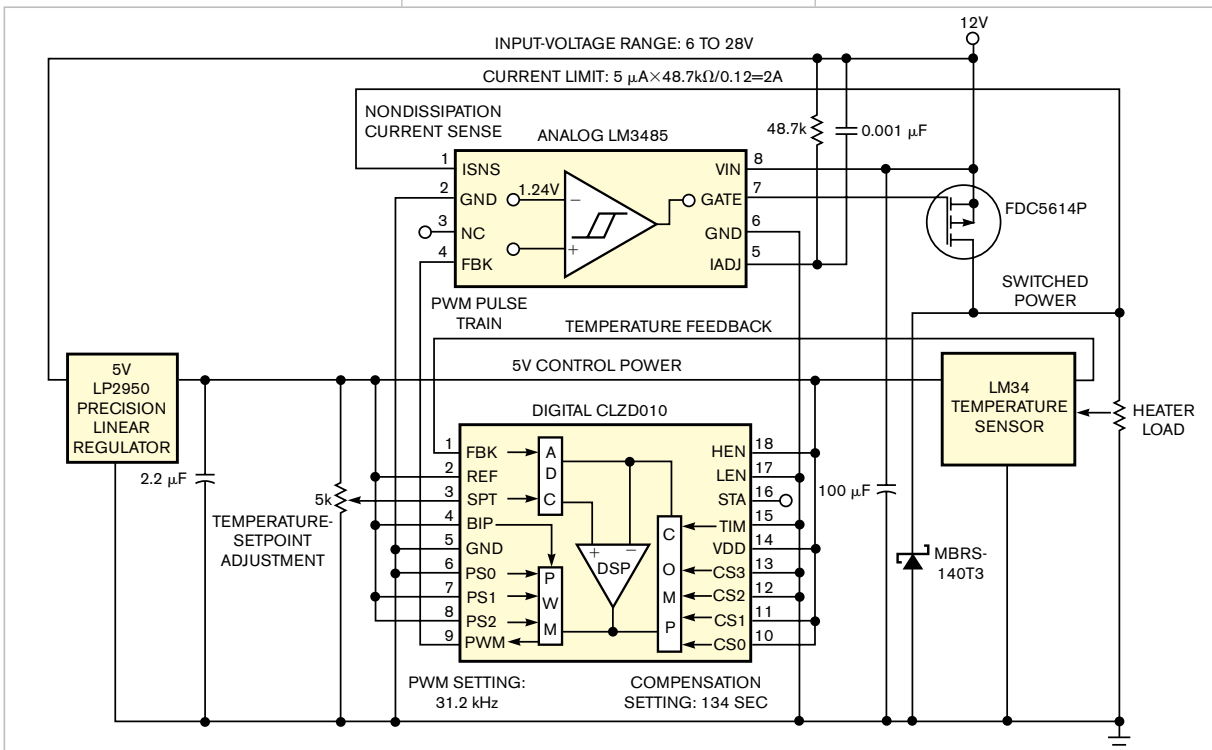 12V
INPUT-VOLTAGE RANGE: 6 TO 28V
CURRENT LIMIT: 5 µA×48.7kΩ/0.12=2A
NONDISSIPATION
CURRENT SENSE
ANALOG LM3485
48.7k
0.001 µF
1
ISNS
2
GND
3
NC
4
FBK
1.24V
−
+
VIN
8
GATE
7
GND
6
IADJ
5
FDC5614P
SWITCHED
POWER
PWM PULSE
TRAIN
TEMPERATURE FEEDBACK
5V CONTROL POWER
5V
LP2950
PRECISION
LINEAR
REGULATOR
2.2 µF
5k
TEMPERATURE-
SETPOINT
ADJUSTMENT
LM34
TEMPERATURE
SENSOR
HEATER
LOAD
DIGITAL CLZD010
1
FBK
2
REF
3
SPT
4
BIP
5
GND
6
PS0
7
PS1
8
PS2
9
PWM
A
D
C
P
W
M
+
−
DSP
C
O
M
P
HEN
18
LEN
17
STA
16
TIM
15
VDD
14
CS3
13
CS2
12
CS1
11
CS0
10
100 µF
MBRS-
140T3
PWM SETTING:
31.2 kHz
COMPENSATION
SETTING: 134 SEC